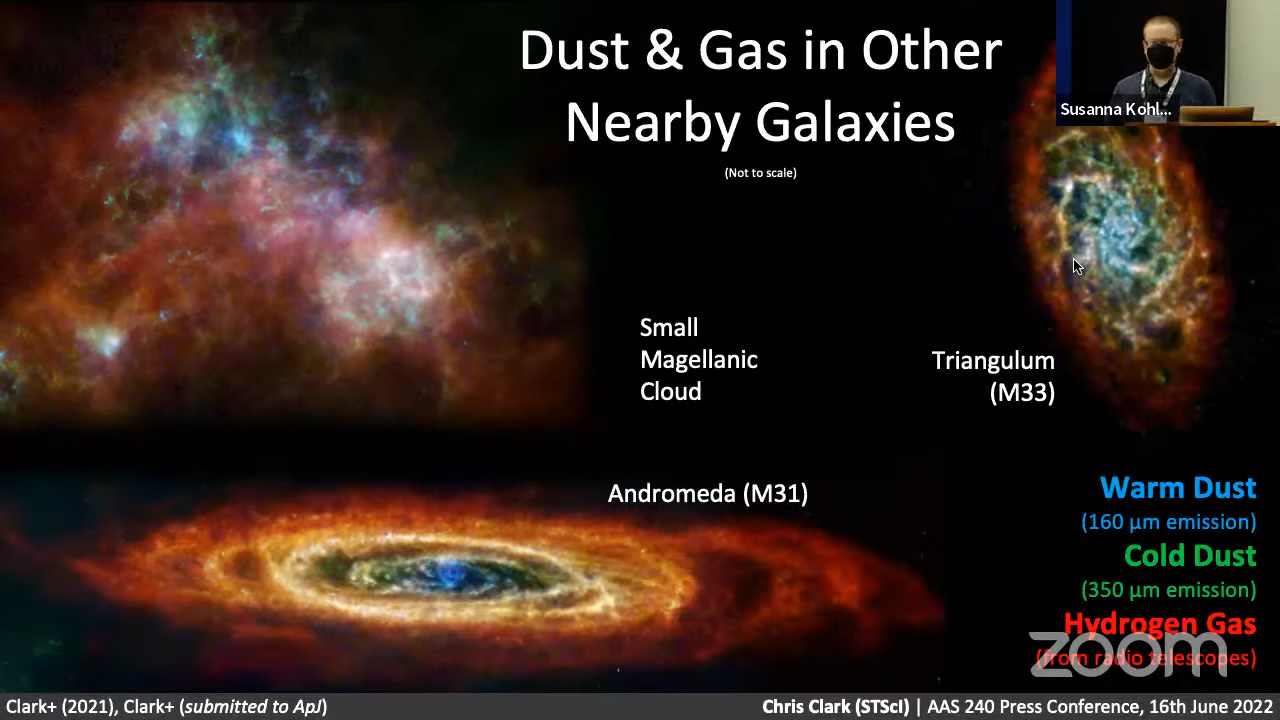 Dust & Gas in Other
Nearby Galaxies
(Not to scale)
Susanna Kohl...
Small
Magellanic
Cloud
Triangulum
(M33)
Andromeda (M31)
Warm Dust
(160 µm emission)
Cold Dust
(350 µm emission)
Hydrogen Gas
(from radio telescopes)
zoom
Clark+ (2021), Clark+ (submitted to ApJ)
Chris Clark (STScI) | AAS 240 Press Conference, 16th June 2022